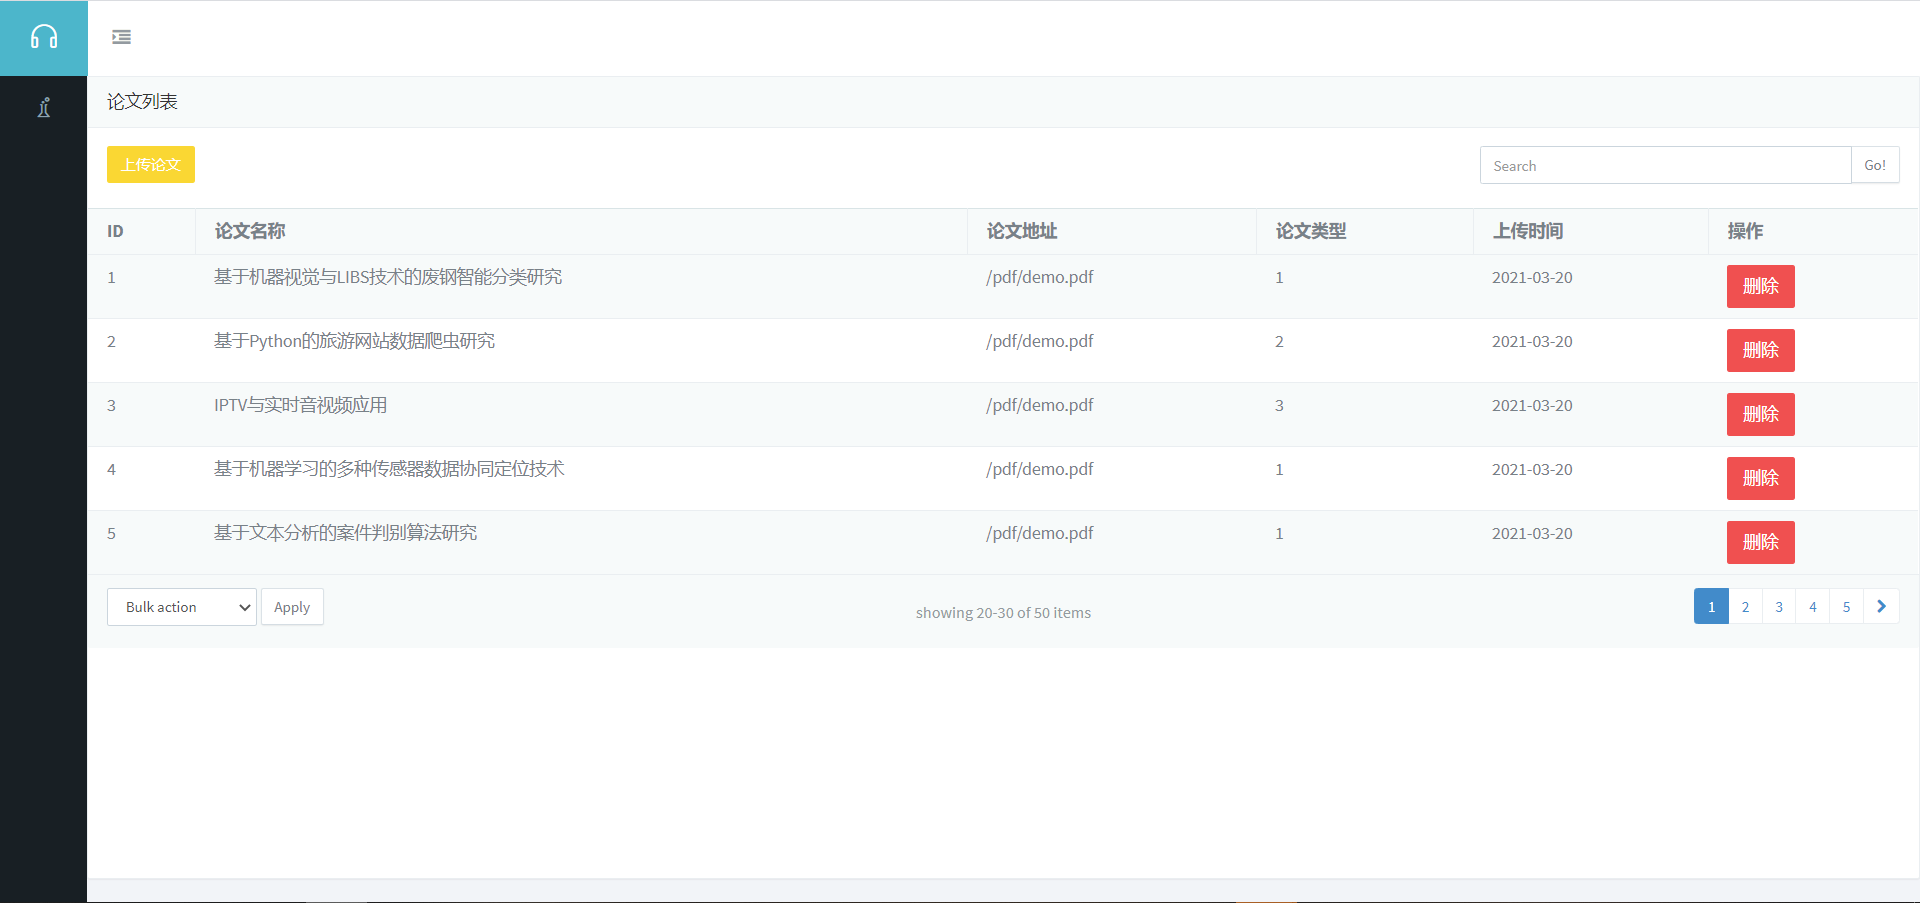 论文列表
上传论文
Search Go!
ID 论文名称 论文地址 论文类型 上传时间 操作
1 基于机器视觉与LIBS技术的废钢智能分类研究 /pdf/demo.pdf 1 2021-03-20 删除
2 基于Python的旅游网站数据爬虫研究 /pdf/demo.pdf 2 2021-03-20 删除
3 IPTV与实时音视频应用 /pdf/demo.pdf 3 2021-03-20 删除
4 基于机器学习的多种传感器数据协同定位技术 /pdf/demo.pdf 1 2021-03-20 删除
5 基于文本分析的案件判别算法研究 /pdf/demo.pdf 1 2021-03-20 删除
Bulk action Apply showing 20-30 of 50 items 1 2 3 4 5